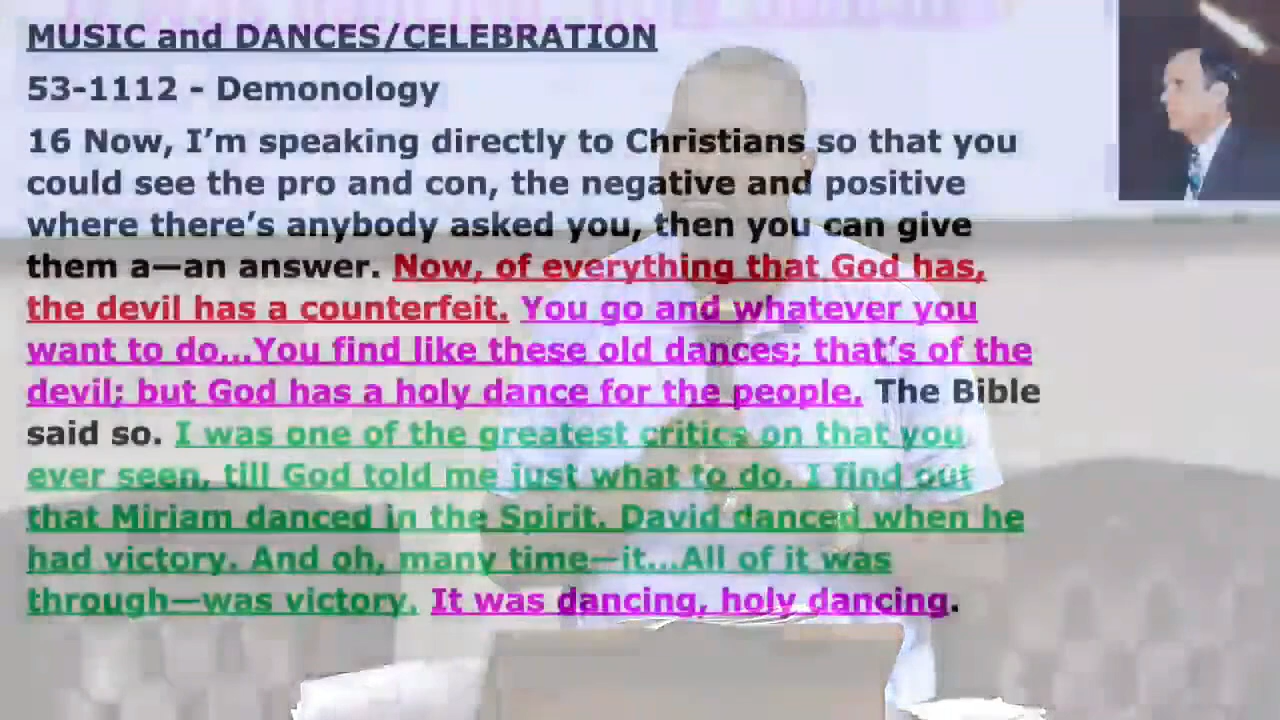 MUSIC and DANCES/CELEBRATION
53-1112 - Demonology
16 Now, I’m speaking directly to Christians so that you
could see the pro and con, the negative and positive
where there’s anybody asked you, then you can give
them a—an answer. Now, of everything that God has,
the devil has a counterfeit. You go and whatever you
want to do...You find like these old dances; that’s of the
devil; but God has a holy dance for the people. The Bible
said so. I was one of the greatest critics on that you
ever seen, till God told me just what to do. I find out
that Miriam danced in the Spirit. David danced when he
had victory. And oh, many time—it...All of it was
through—was victory. It was dancing, holy dancing.